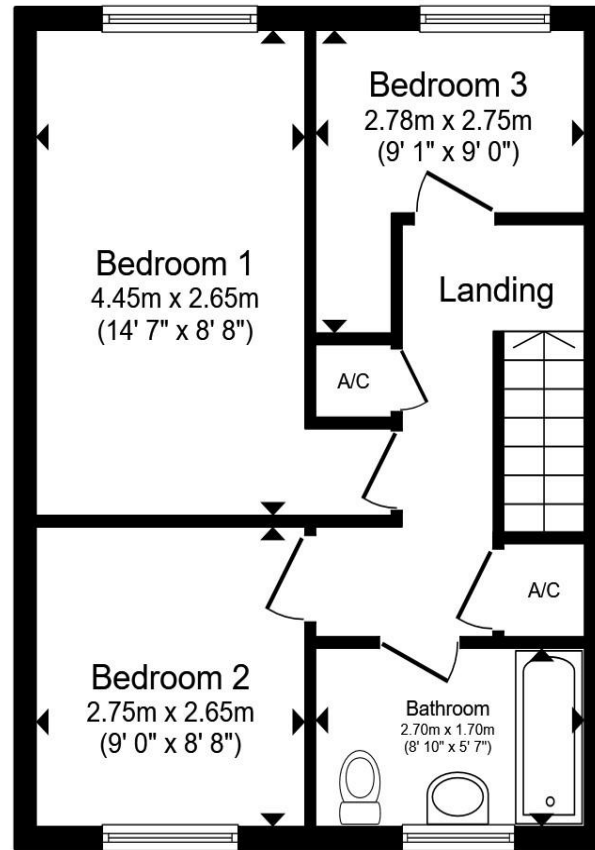 Bedroom 3
2.78m x 2.75m
(9' 1" x 9' 0")
Bedroom 1
4.45m x 2.65m
(14' 7" x 8' 8")
Landing
A/C
A/C
Bedroom 2
2.75m x 2.65m
(9' 0" x 8' 8")
Bathroom
2.70m x 1.70m
(8' 10" x 5' 7")